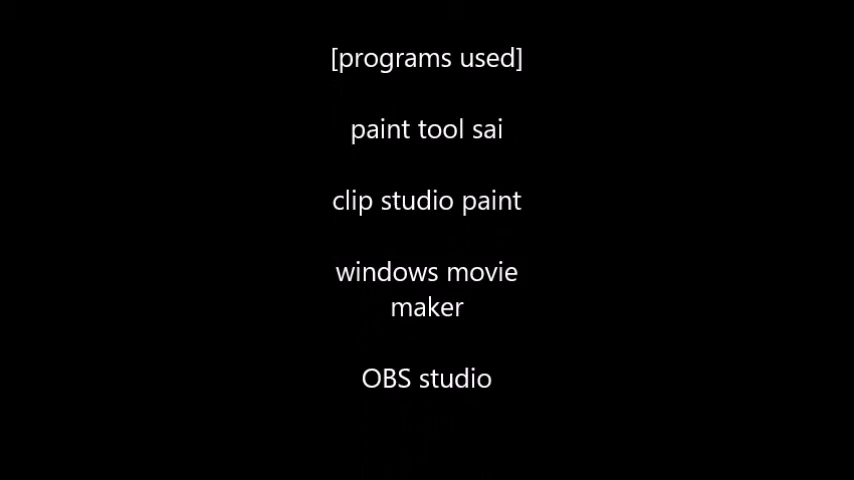 [programs used]
paint tool sai
clip studio paint
windows movie
maker
OBS studio